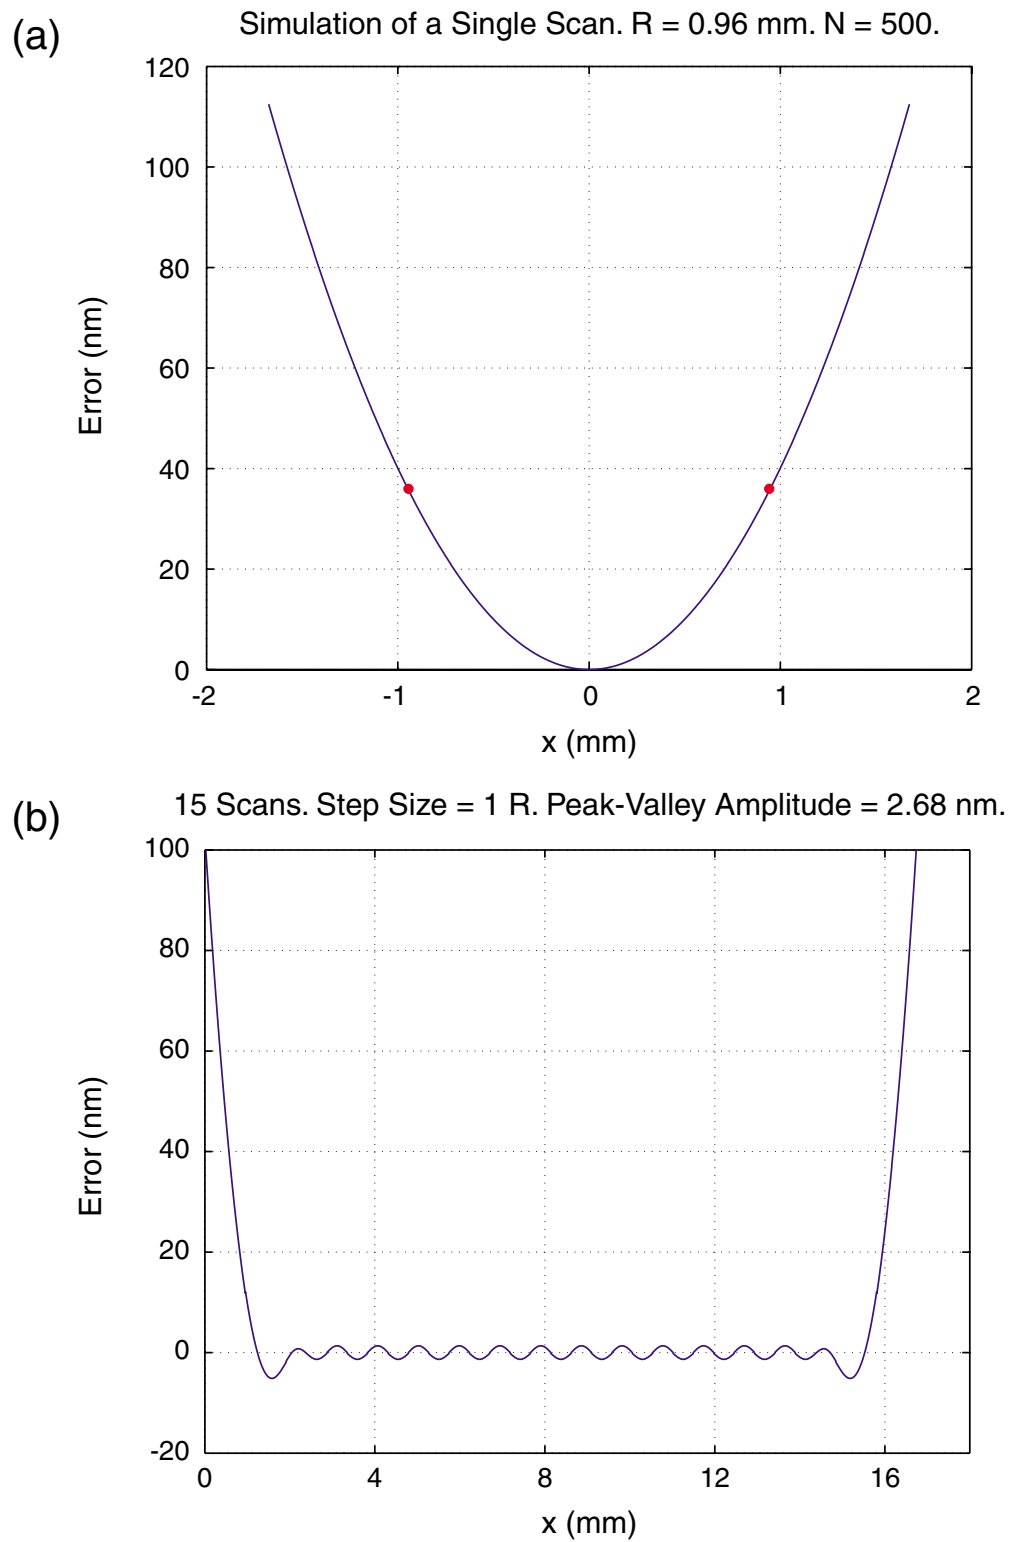 (a)
Simulation of a Single Scan. R = 0.96 mm. N = 500.
120
100
80
60
40
20
0
Error (nm)
-2 -1 0 1 2
x (mm)
(b)
15 Scans. Step Size = 1 R. Peak-Valley Amplitude = 2.68 nm.
100
80
60
40
20
0
-20
Error (nm)
0 4 8 12 16
x (mm)